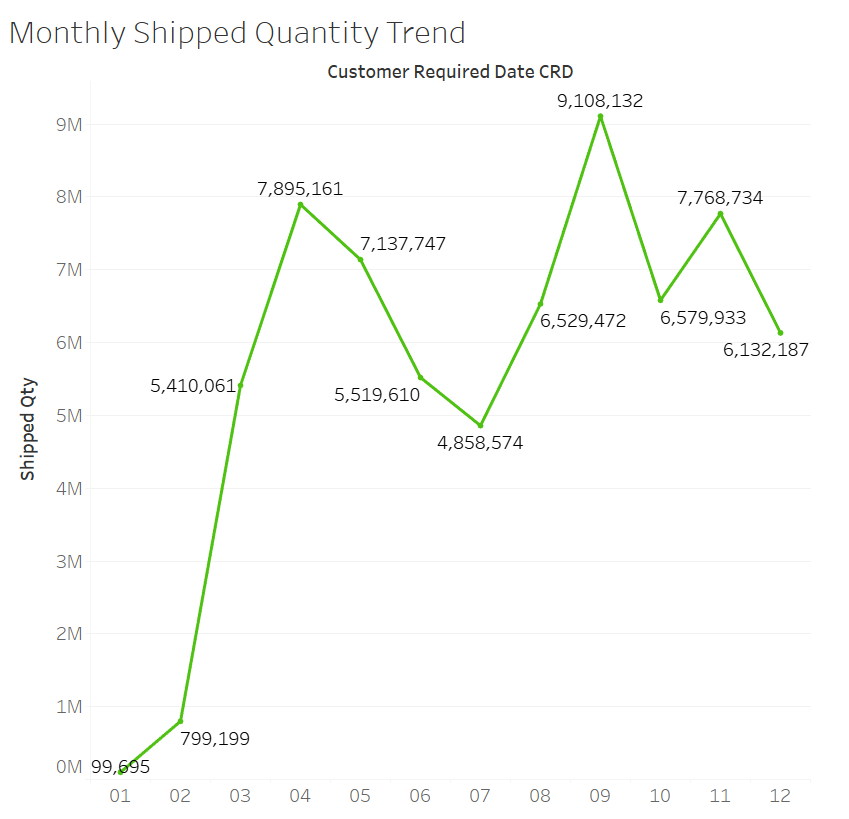 Monthly Shipped Quantity Trend
Customer Required Date CRD
9,108,132
9M
7,895,161
8M
7,768,734
7,137,747
7M
6,529,472
6,579,933
6M
6,132,187
5,410,061
5,519,610
5M
4,858,574
Shipped Qty
4M
3M
2M
1M
799,199
0M 99,695
01 02 03 04 05 06 07 08 09 10 11 12